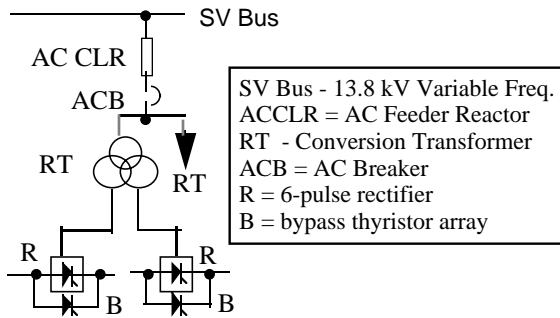 SV Bus
AC CLR
ACB
RT
RT
R
B
R
B
SV Bus - 13.8 kV Variable Freq.
ACCLR = AC Feeder Reactor
RT - Conversion Transformer
ACB = AC Breaker
R = 6-pulse rectifier
B = bypass thyristor array